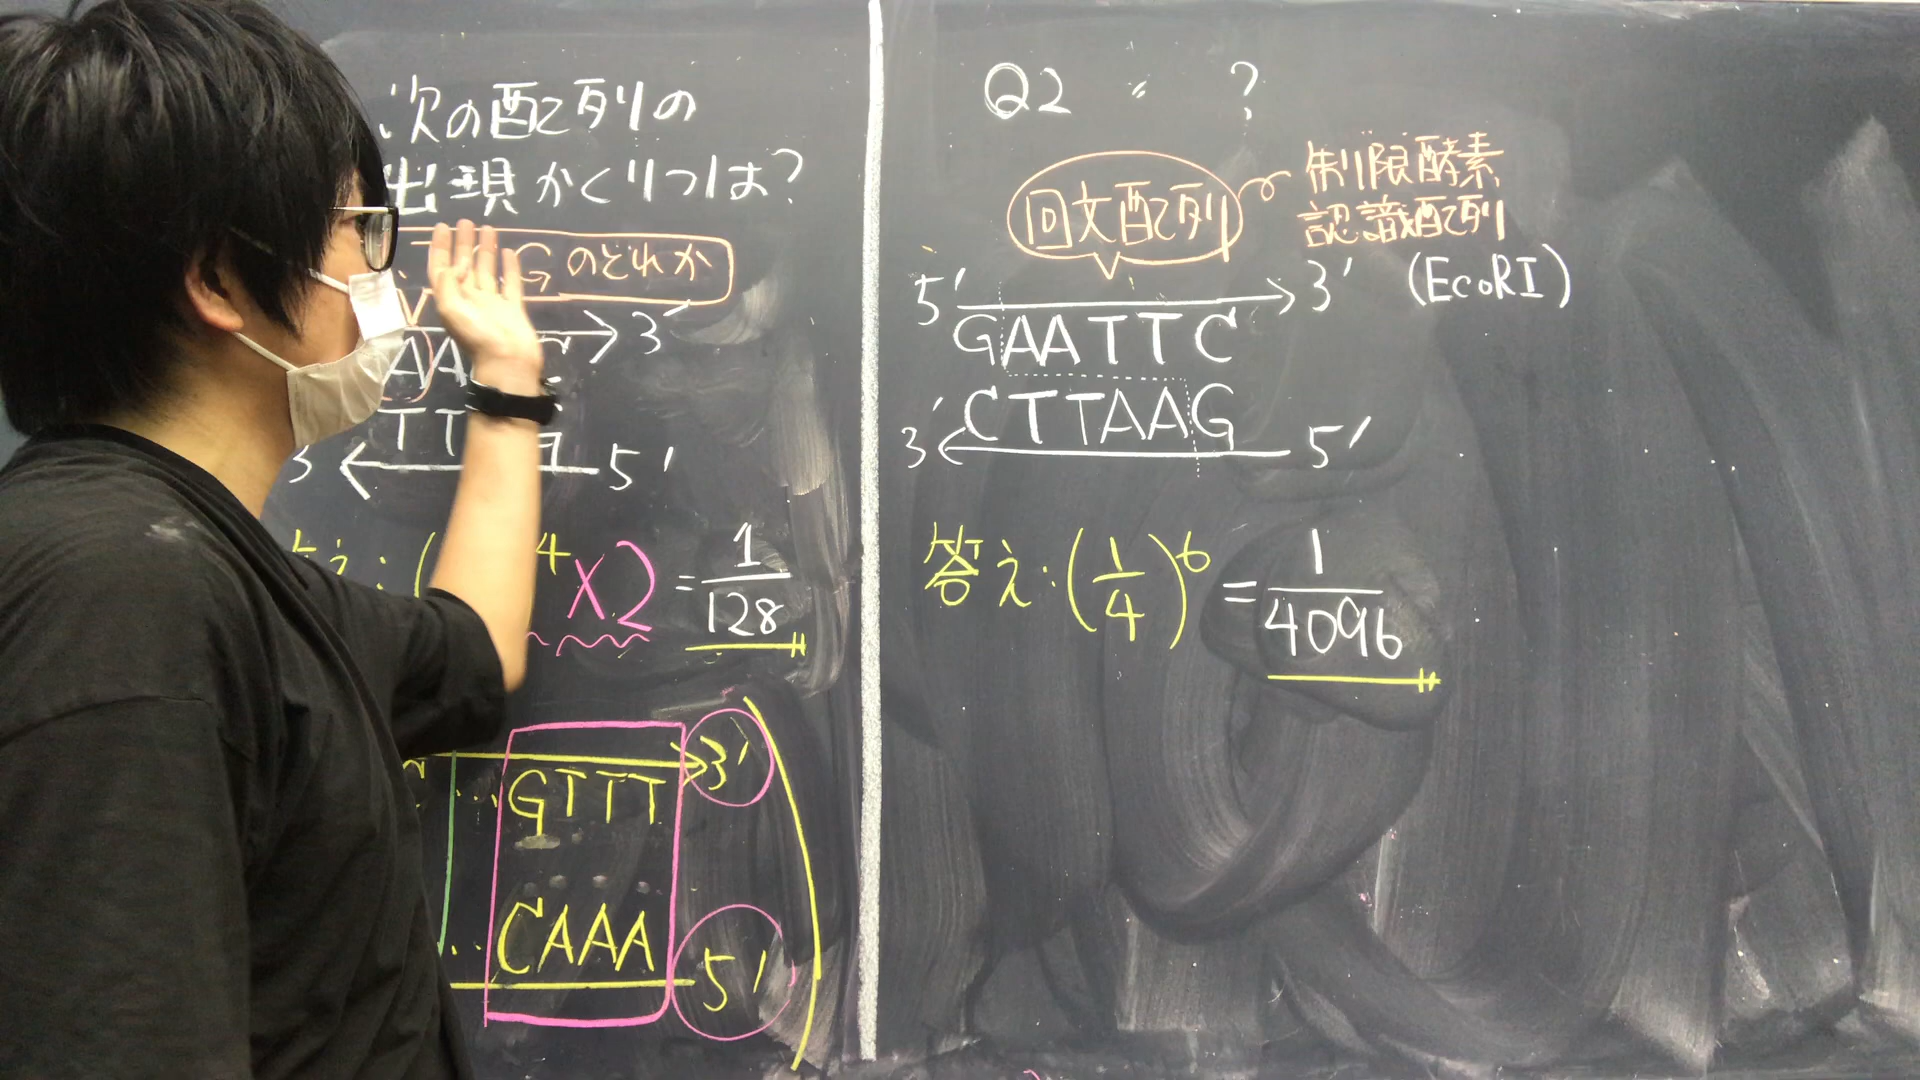 次の配列の
出現かくりつは?
Gのどれか
3'
AA
TT
3 5'
(4 ×2 = 1/128
... GTTT 3'
... CAAA 5'
Q2 〃 ?
回文配列
制限酵素
認識配列
5' 3' (EcoRI)
GAATTC
CTTAAG
3' 5'
答え:(1/4)^6 = 1/4096